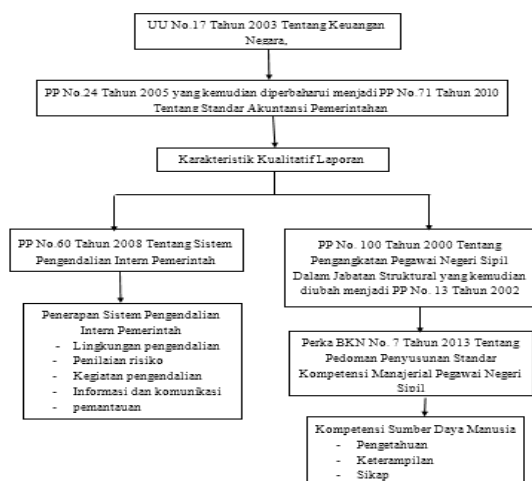 UU No.17 Tahun 2003 Tentang Keuangan
Negara,
PP No.24 Tahun 2005 yang kemudian diperbaharui menjadi PP No.71 Tahun 2010
Tentang Standar Akuntansi Pemerintahan
Karakteristik Kualitatif Laporan
PP No.60 Tahun 2008 Tentang Sistem
Pengendalian Intern Pemerintah
Penerapan Sistem Pengendalian
Intern Pemerintah
- Lingkungan pengendalian
- Penilaian risiko
- Kegiatan pengendalian
- Informasi dan komunikasi
- pemantauan
PP No. 100 Tahun 2000 Tentang
Pengangkatan Pegawai Negeri Sipil
Dalam Jabatan Struktural yang kemudian
diubah menjadi PP No. 13 Tahun 2002
Perka BKN No. 7 Tahun 2013 Tentang
Pedoman Penyusunan Standar
Kompetensi Manajerial Pegawai Negeri
Sipil
Kompetensi Sumber Daya Manusia
- Pengetahuan
- Keterampilan
- Sikap